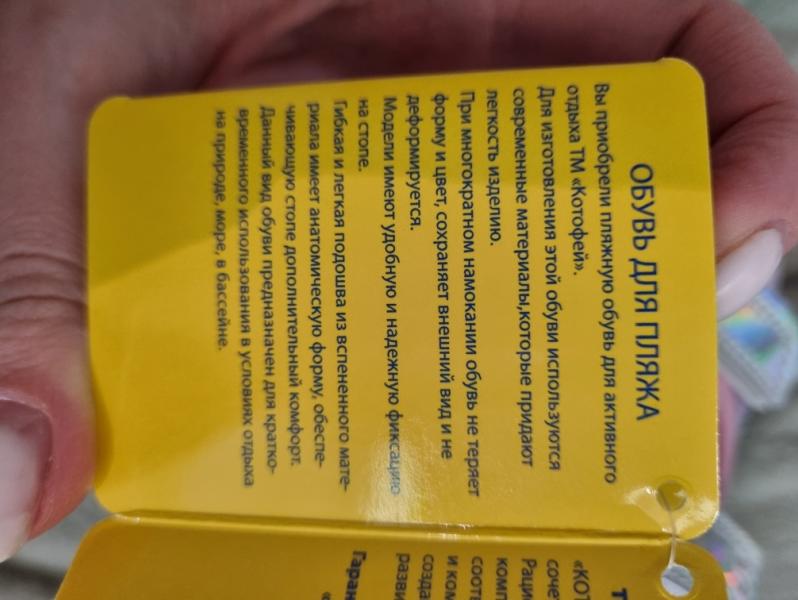 ОБУВЬ ДЛЯ ПЛЯЖА
Вы приобрели пляжную обувь для активного
отдыха ТМ «Котофей».
Для изготовления этой обуви используются
современные материалы,которые придают
легкость изделию.
При многократном намокании обувь не теряет
форму и цвет, сохраняет внешний вид и не
деформируется.
Модели имеют удобную и надежную фиксацию
на стопе.
Гибкая и легкая подошва из вспененного мате-
риала имеет анатомическую форму, обеспе-
чивающую стопе дополнительный комфорт.
Данный вид обуви предназначен для кратко-
временного использования в условиях отдыха
на природе, море, в бассейне.